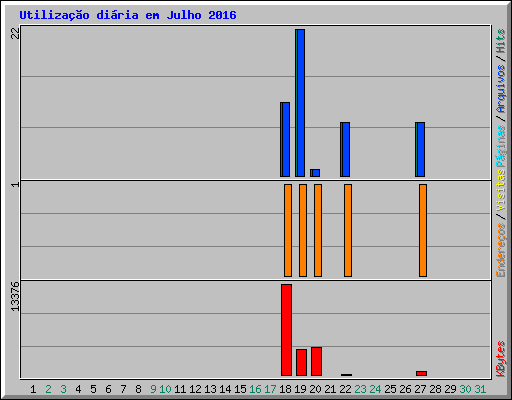 Utilização diária em Julho 2016
22
1
13376
KBytes
Endereços / Visitas Páginas / Arquivos / Hits
1 2 3 4 5 6 7 8 9 10 11 12 13 14 15 16 17 18 19 20 21 22 23 24 25 26 27 28 29 30 31